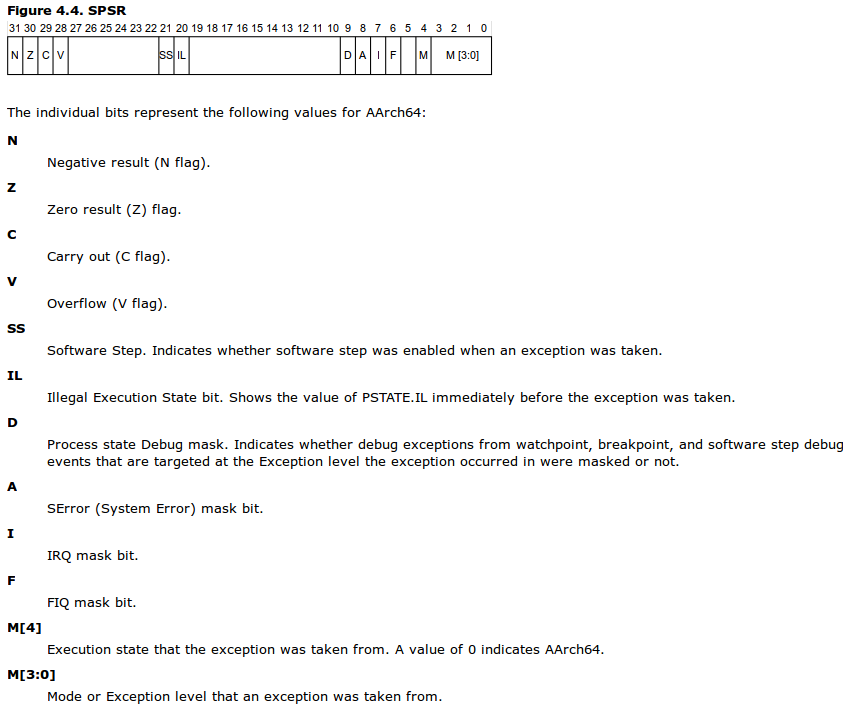 Figure 4.4. SPSR
31 30 29 28 27 26 25 24 23 22 21 20 19 18 17 16 15 14 13 12 11 10 9 8 7 6 5 4 3 2 1 0
N Z C V SS IL D A I F M M [3:0]
The individual bits represent the following values for AArch64:
N
Negative result (N flag).
Z
Zero result (Z) flag.
C
Carry out (C flag).
V
Overflow (V flag).
SS
Software Step. Indicates whether software step was enabled when an exception was taken.
IL
Illegal Execution State bit. Shows the value of PSTATE.IL immediately before the exception was taken.
D
Process state Debug mask. Indicates whether debug exceptions from watchpoint, breakpoint, and software step debug
events that are targeted at the Exception level the exception occurred in were masked or not.
A
SError (System Error) mask bit.
I
IRQ mask bit.
F
FIQ mask bit.
M[4]
Execution state that the exception was taken from. A value of 0 indicates AArch64.
M[3:0]
Mode or Exception level that an exception was taken from.